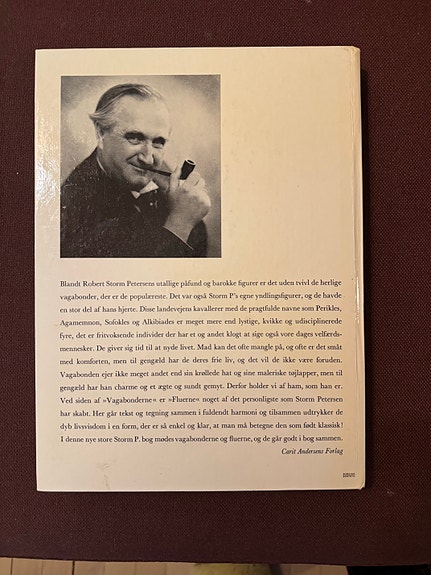 Blandt Robert Storm Petersens utallige påfund og barokke figurer er det uden tvivl de herlige
vagabonder, der er de populæreste. Det var også Storm P's egne yndlingsfigurer, og de havde
en stor del af hans hjerte. Disse landevejens kavallerer med de pragtfulde navne som Perikles,
Agamemnon, Sofokles og Alkibiades er meget mere end lystige, kvikke og udisciplinerede
fyre, det er fritvoksende individer der har et og andet klogt at sige også vore dages velfærds-
mennesker. De giver sig tid til at nyde livet. Mad kan det ofte mangle på, og ofte er det småt
med komforten, men til gengæld har de deres frie liv, og det vil de ikke være foruden.
Vagabonden ejer ikke meget andet end sin krøllede hat og sine maleriske tøjlapper, men til
gengæld har han charme og et ægte og sundt gemyt. Derfor holder vi af ham, som han er.
Ved siden af »Vagabonderne« er »Fluerne« noget af det personligste som Storm Petersen
har skabt. Her går tekst og tegning sammen i fuldendt harmoni og tilsammen udtrykker de
dyb livsvisdom i en form, der er så enkel og klar, at man må betegne den som født klassisk!
I denne nye store Storm P. bog mødes vagabonderne og fluerne, og de går godt i bog sammen.
Carit Andersens Forlag